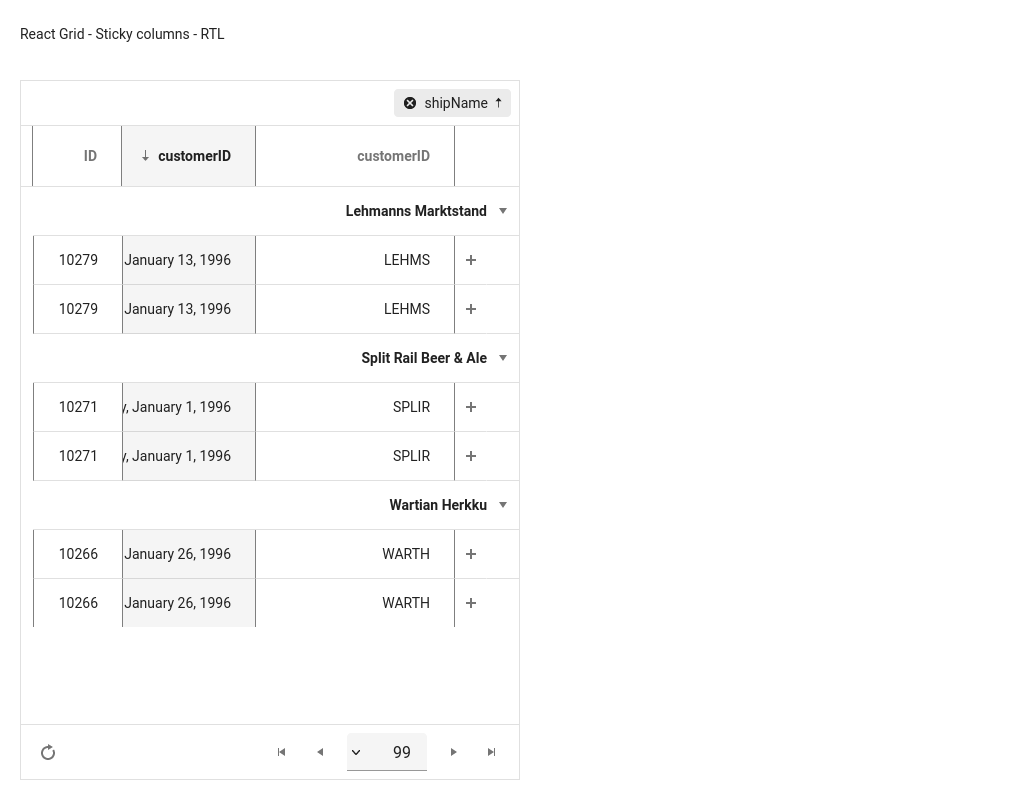 React Grid - Sticky columns - RTL
shipName
ID customerID customerID
Lehmanns Marktstand
10279 January 13, 1996 LEHMS
10279 January 13, 1996 LEHMS
Split Rail Beer & Ale
10271 , January 1, 1996 SPLIR
10271 , January 1, 1996 SPLIR
Wartian Herkku
10266 January 26, 1996 WARTH
10266 January 26, 1996 WARTH
99